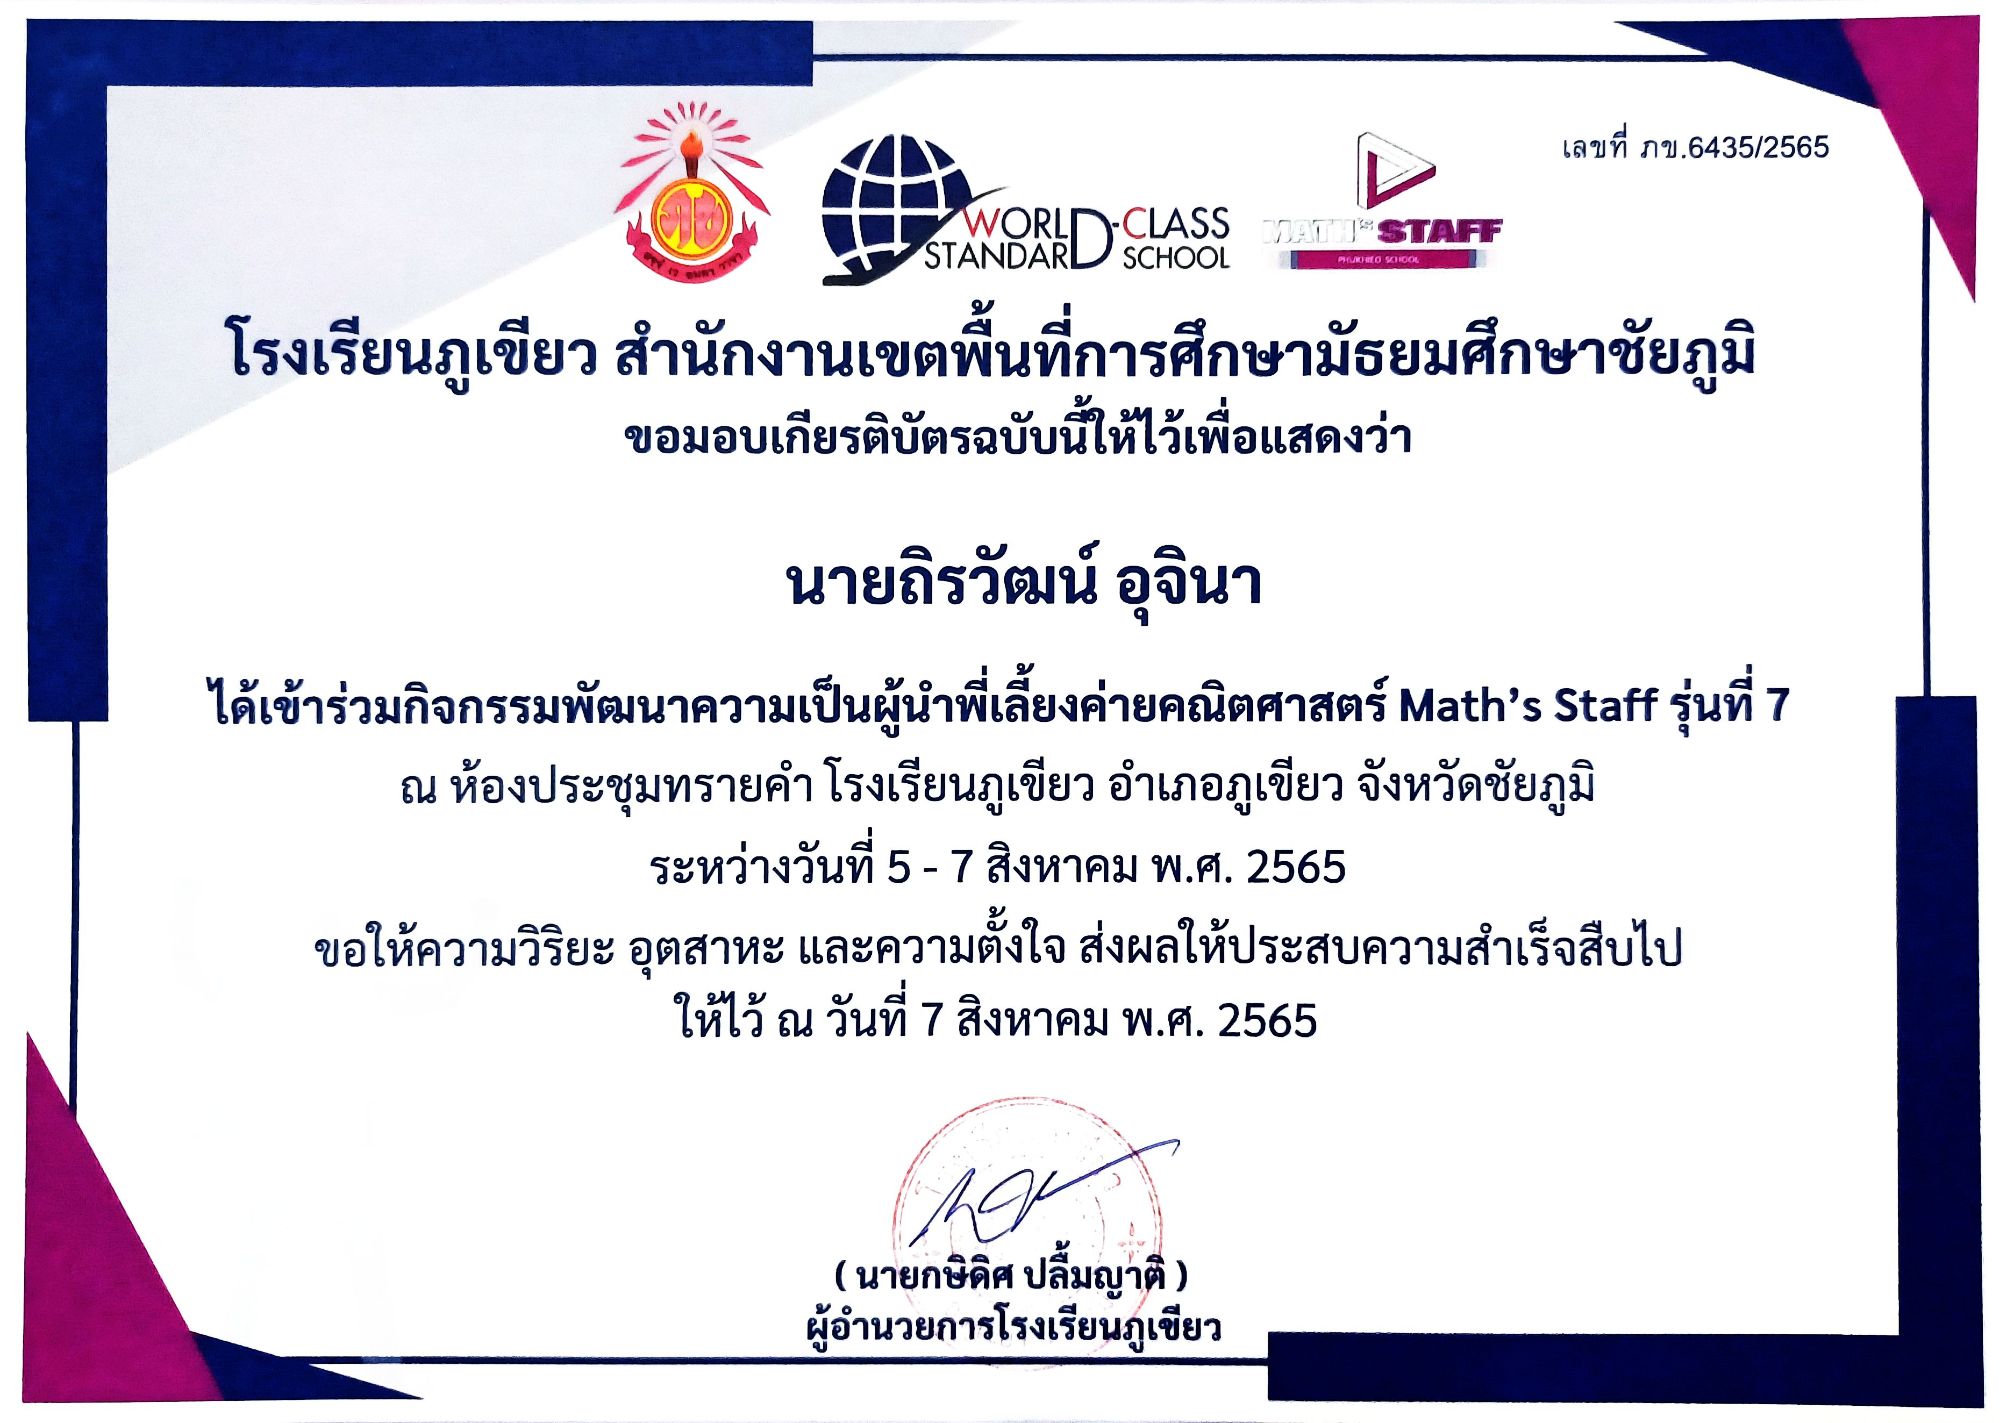 เลขที่ ภข.6435/2565
WORLD-CLASS
STANDARD SCHOOL
MATH's STAFF
PHUKHIEO SCHOOL
โรงเรียนภูเขียว สำนักงานเขตพื้นที่การศึกษามัธยมศึกษาชัยภูมิ
ขอมอบเกียรติบัตรฉบับนี้ให้ไว้เพื่อแสดงว่า
นายถิรวัฒน์ อุจินา
ได้เข้าร่วมกิจกรรมพัฒนาความเป็นผู้นำพี่เลี้ยงค่ายคณิตศาสตร์ Math’s Staff รุ่นที่ 7
ณ ห้องประชุมทรายคำ โรงเรียนภูเขียว อำเภอภูเขียว จังหวัดชัยภูมิ
ระหว่างวันที่ 5 - 7 สิงหาคม พ.ศ. 2565
ขอให้ความวิริยะ อุตสาหะ และความตั้งใจ ส่งผลให้ประสบความสำเร็จสืบไป
ให้ไว้ ณ วันที่ 7 สิงหาคม พ.ศ. 2565
( นายกษิดิศ ปลื้มญาติ )
ผู้อำนวยการโรงเรียนภูเขียว